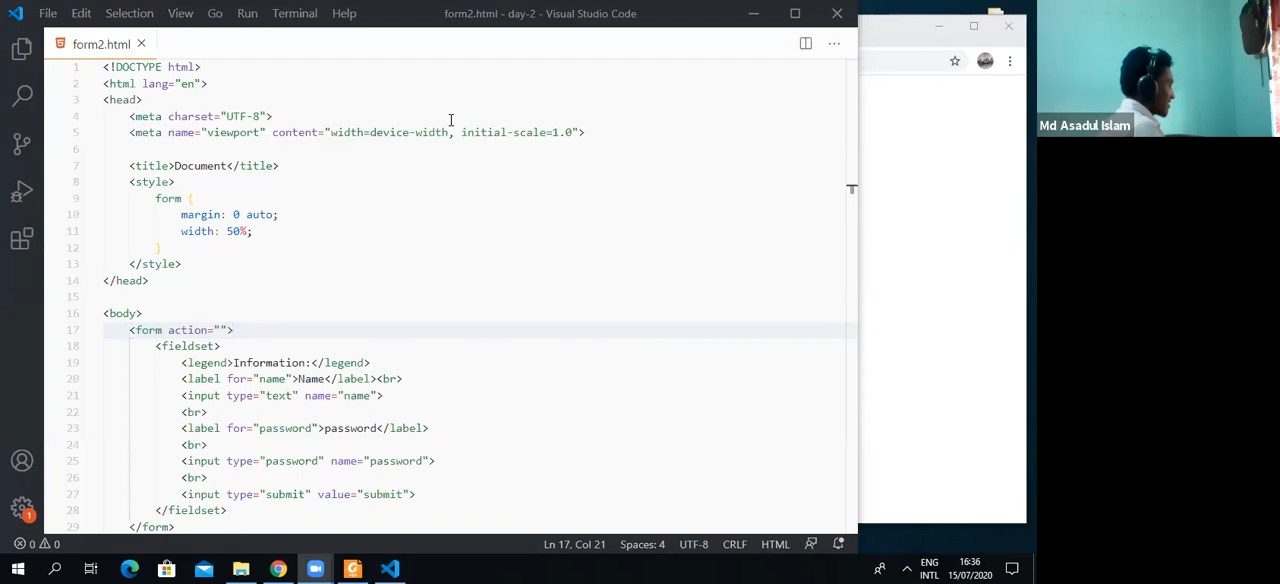 File Edit Selection View Go Run Terminal Help
form2.html - day-2 - Visual Studio Code
form2.html
1 <!DOCTYPE html>
2 <html lang="en">
3 <head>
4 <meta charset="UTF-8">
5 <meta name="viewport" content="width=device-width, initial-scale=1.0">
6
7 <title>Document</title>
8 <style>
9 form {
10 margin: 0 auto;
11 width: 50%;
12 }
13 </style>
14 </head>
15
16 <body>
17 <form action="">
18 <fieldset>
19 <legend>Information:</legend>
20 <label for="name">Name</label><br>
21 <input type="text" name="name">
22 <br>
23 <label for="password">password</label>
24 <br>
25 <input type="password" name="password">
26 <br>
27 <input type="submit" value="submit">
28 </fieldset>
29 </form>
Md Asadul Islam
1
0 0
Ln 17, Col 21 Spaces: 4 UTF-8 CRLF HTML
ENG
INTL
16:36
15/07/2020